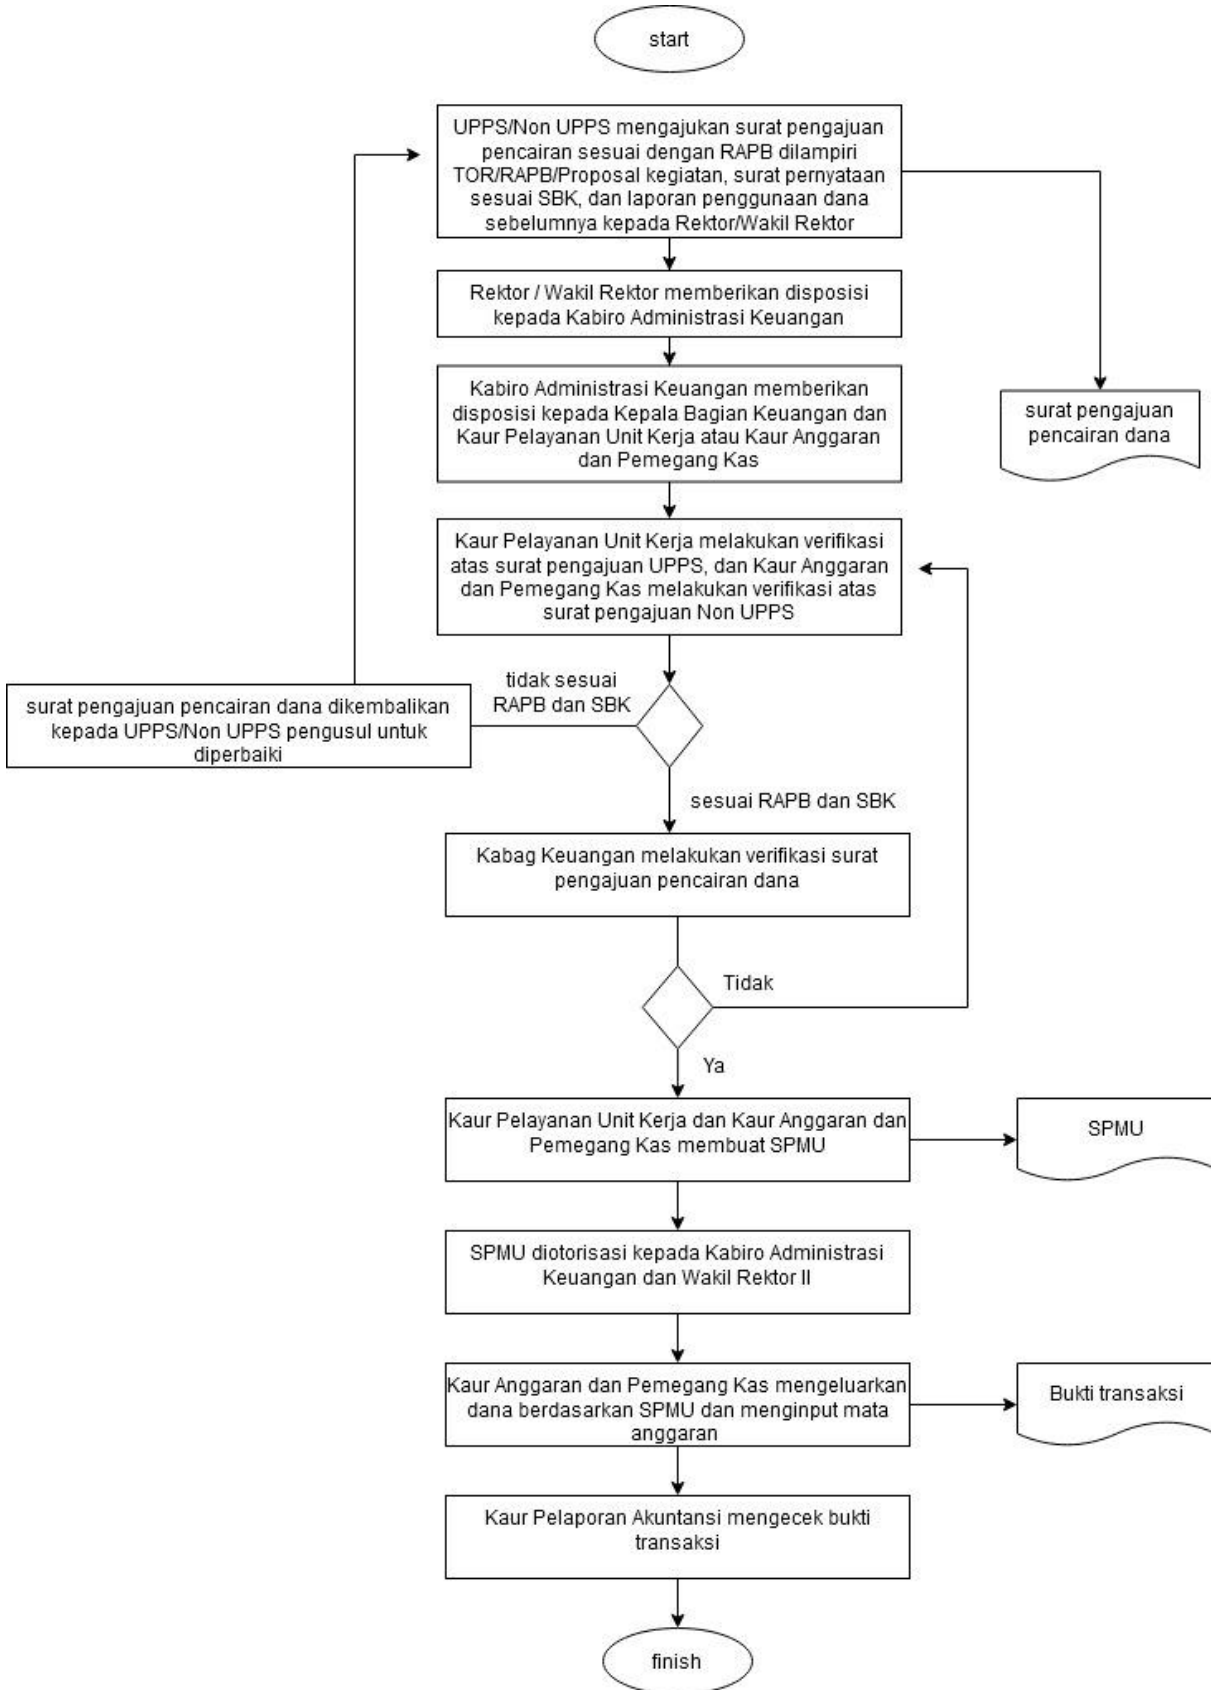 start
UPPS/Non UPPS mengajukan surat pengajuan
pencairan sesuai dengan RAPB dilampiri
TOR/RAPB/Proposal kegiatan, surat pernyataan
sesuai SBK, dan laporan penggunaan dana
sebelumnya kepada Rektor/Wakil Rektor
Rektor / Wakil Rektor memberikan disposisi
kepada Kabiro Administrasi Keuangan
Kabiro Administrasi Keuangan memberikan
disposisi kepada Kepala Bagian Keuangan dan
Kaur Pelayanan Unit Kerja atau Kaur Anggaran
dan Pemegang Kas
surat pengajuan
pencairan dana
Kaur Pelayanan Unit Kerja melakukan verifikasi
atas surat pengajuan UPPS, dan Kaur Anggaran
dan Pemegang Kas melakukan verifikasi atas
surat pengajuan Non UPPS
tidak sesuai
RAPB dan SBK
surat pengajuan pencairan dana dikembalikan
kepada UPPS/Non UPPS pengusul untuk
diperbaiki
sesuai RAPB dan SBK
Kabag Keuangan melakukan verifikasi surat
pengajuan pencairan dana
Tidak
Ya
Kaur Pelayanan Unit Kerja dan Kaur Anggaran dan
Pemegang Kas membuat SPMU
SPMU
SPMU diotorisasi kepada Kabiro Administrasi
Keuangan dan Wakil Rektor II
Kaur Anggaran dan Pemegang Kas mengeluarkan
dana berdasarkan SPMU dan menginput mata
anggaran
Bukti transaksi
Kaur Pelaporan Akuntansi mengecek bukti
transaksi
finish